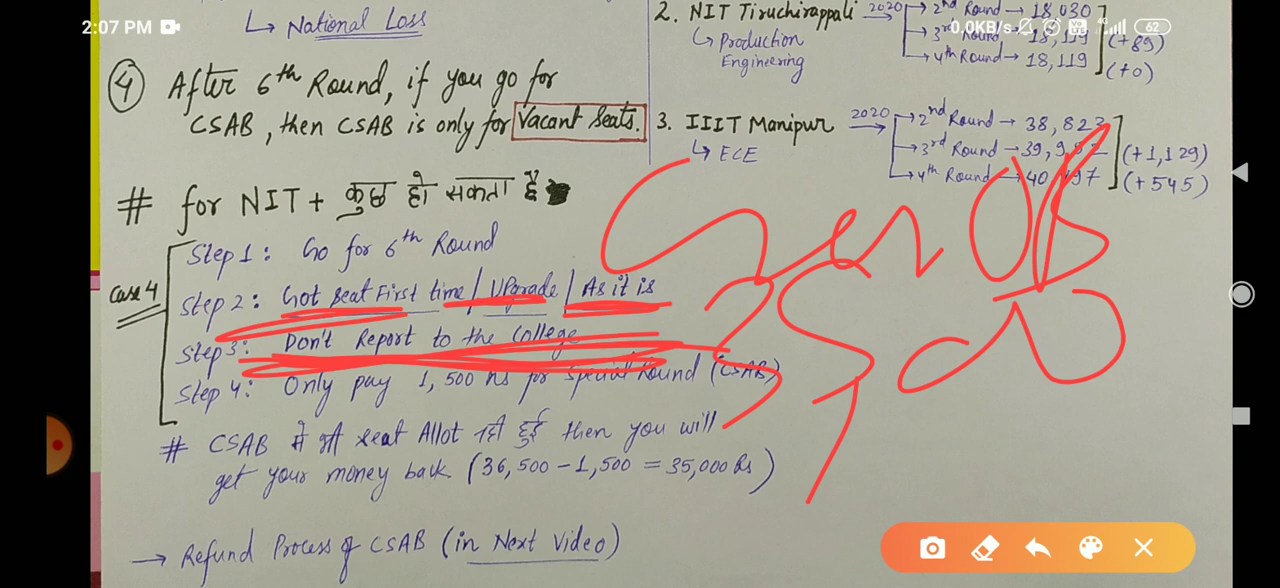 2:07 PM
0.0KB/s
62
↳ National Loss
④ After 6th Round, if you go for
CSAB, then CSAB is only for Vacant Seats.
# for NIT+ कुछ हो सकता है
Case 4
Step 1: Go for 6th Round
Step 2: Got seat First time / UPgrade / As it is
Step 3: Don't Report to the College
Step 4: Only pay 1,500 Rs for Special Round (CSAB)
# CSAB में भी seat Allot नहीं हुई then you will
get your money back (36,500 - 1,500 = 35,000 Rs)
→ Refund Process of CSAB (in Next Video)
2. NIT Tiruchirappali 2020 → 2nd Round → 18,030
↳ Production → 3rd Round → (+89)
Engineering → 4th Round → 18,119 (+0)
3. IIIT Manipur 2020 → 2nd Round → 38,823
↳ ECE → 3rd Round → (+1,129)
→ 4th Round → (+545)